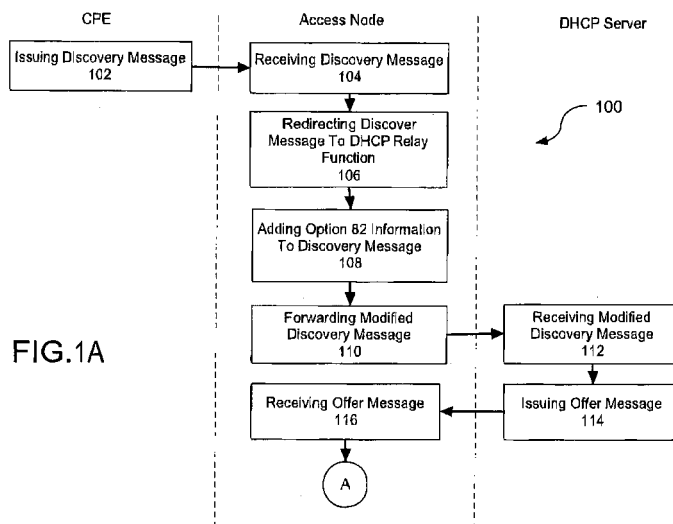 CPE
Access Node
DHCP Server
Issuing Discovery Message
102
Receiving Discovery Message
104
100
Redirecting Discover
Message To DHCP Relay
Function
106
Adding Option 82 Information
To Discovery Message
108
Forwarding Modified
Discovery Message
110
Receiving Modified
Discovery Message
112
FIG.1A
Receiving Offer Message
116
Issuing Offer Message
114
A